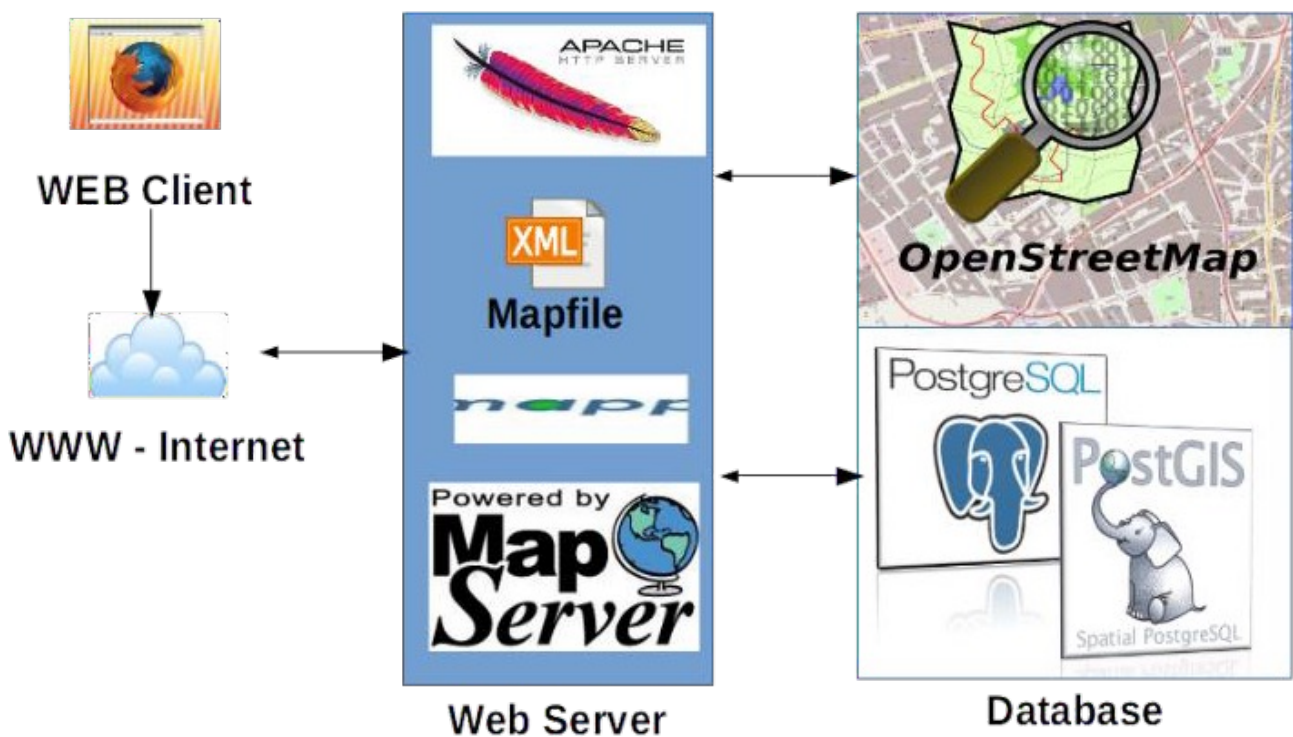 WEB Client
WWW - Internet
APACHE
HTTP SERVER
XML
Mapfile
mapp
Powered by
Map
Server
Web Server
OpenStreetMap
PostgreSQL
PostGIS
Spatial PostgreSQL
Database